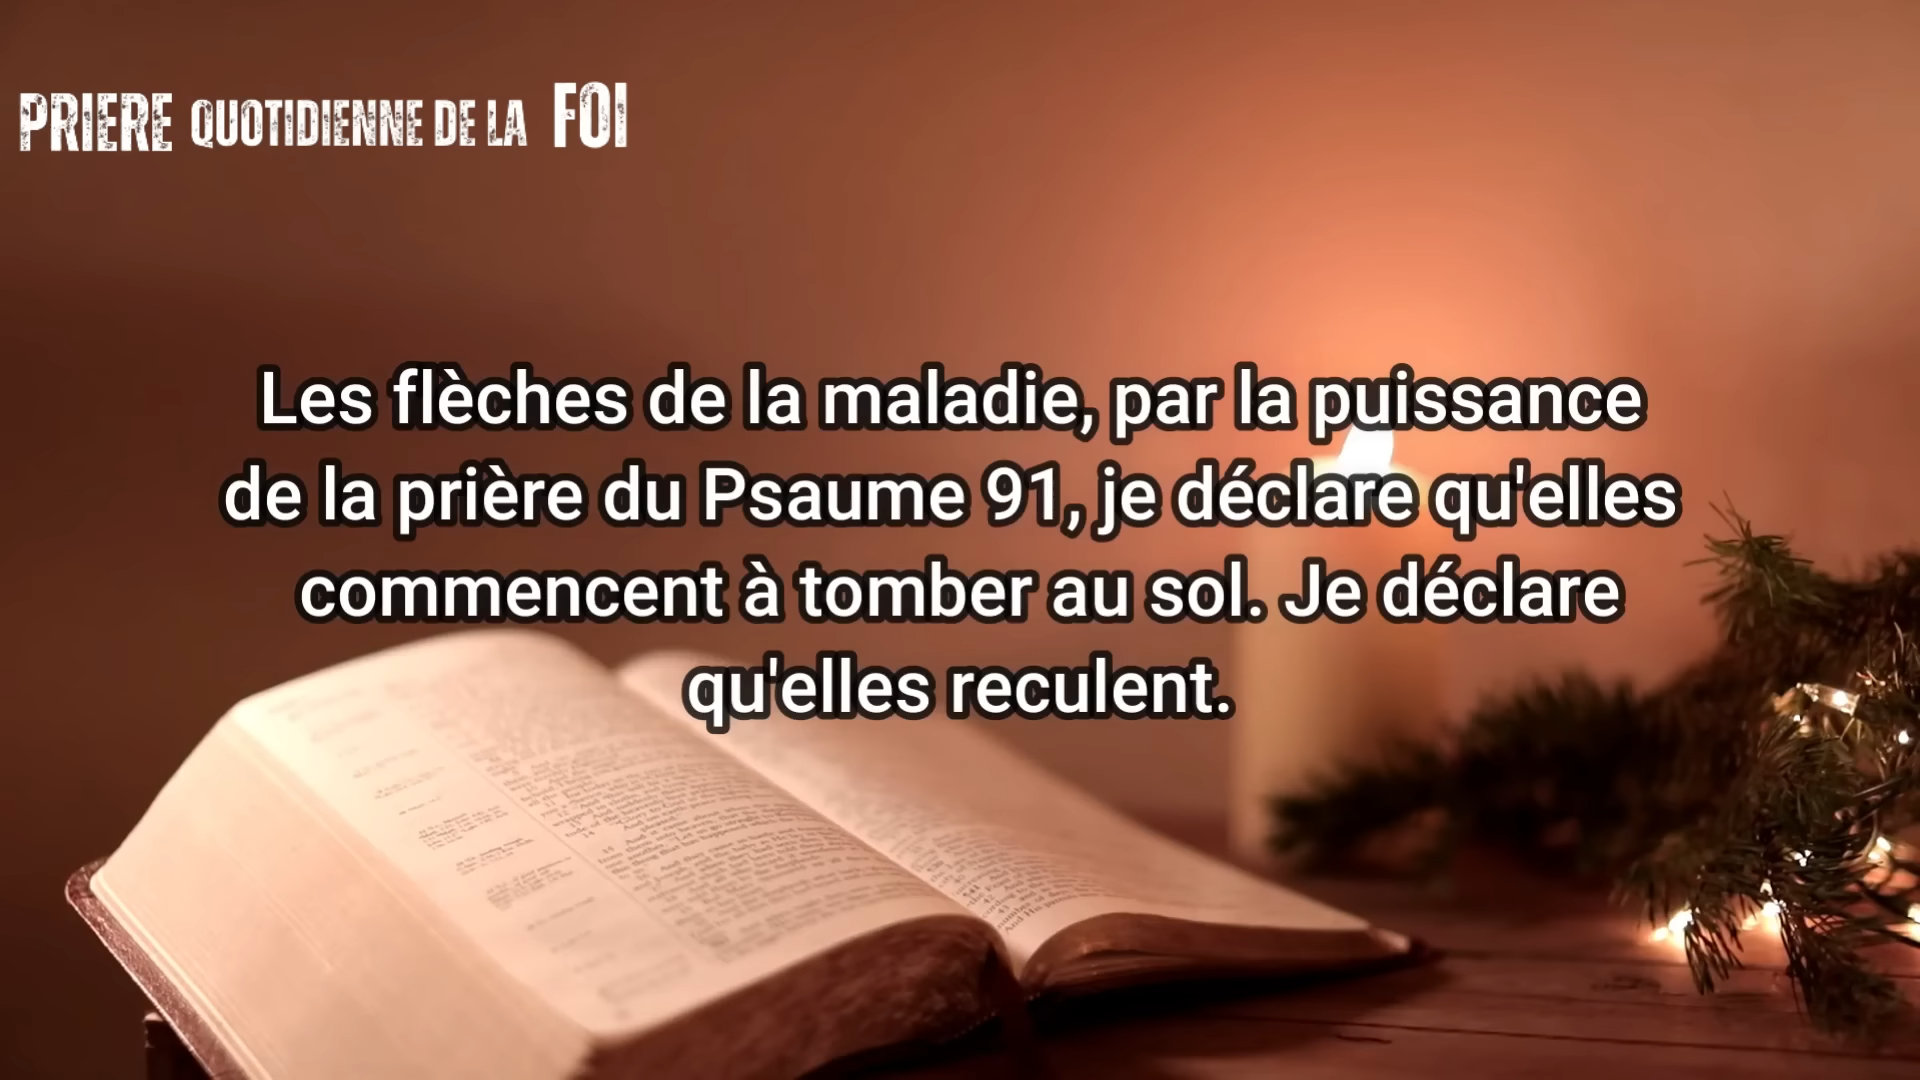 PRIERE QUOTIDIENNE DE LA FOI
Les flèches de la maladie, par la puissance
de la prière du Psaume 91, je déclare qu'elles
commencent à tomber au sol. Je déclare
qu'elles reculent.